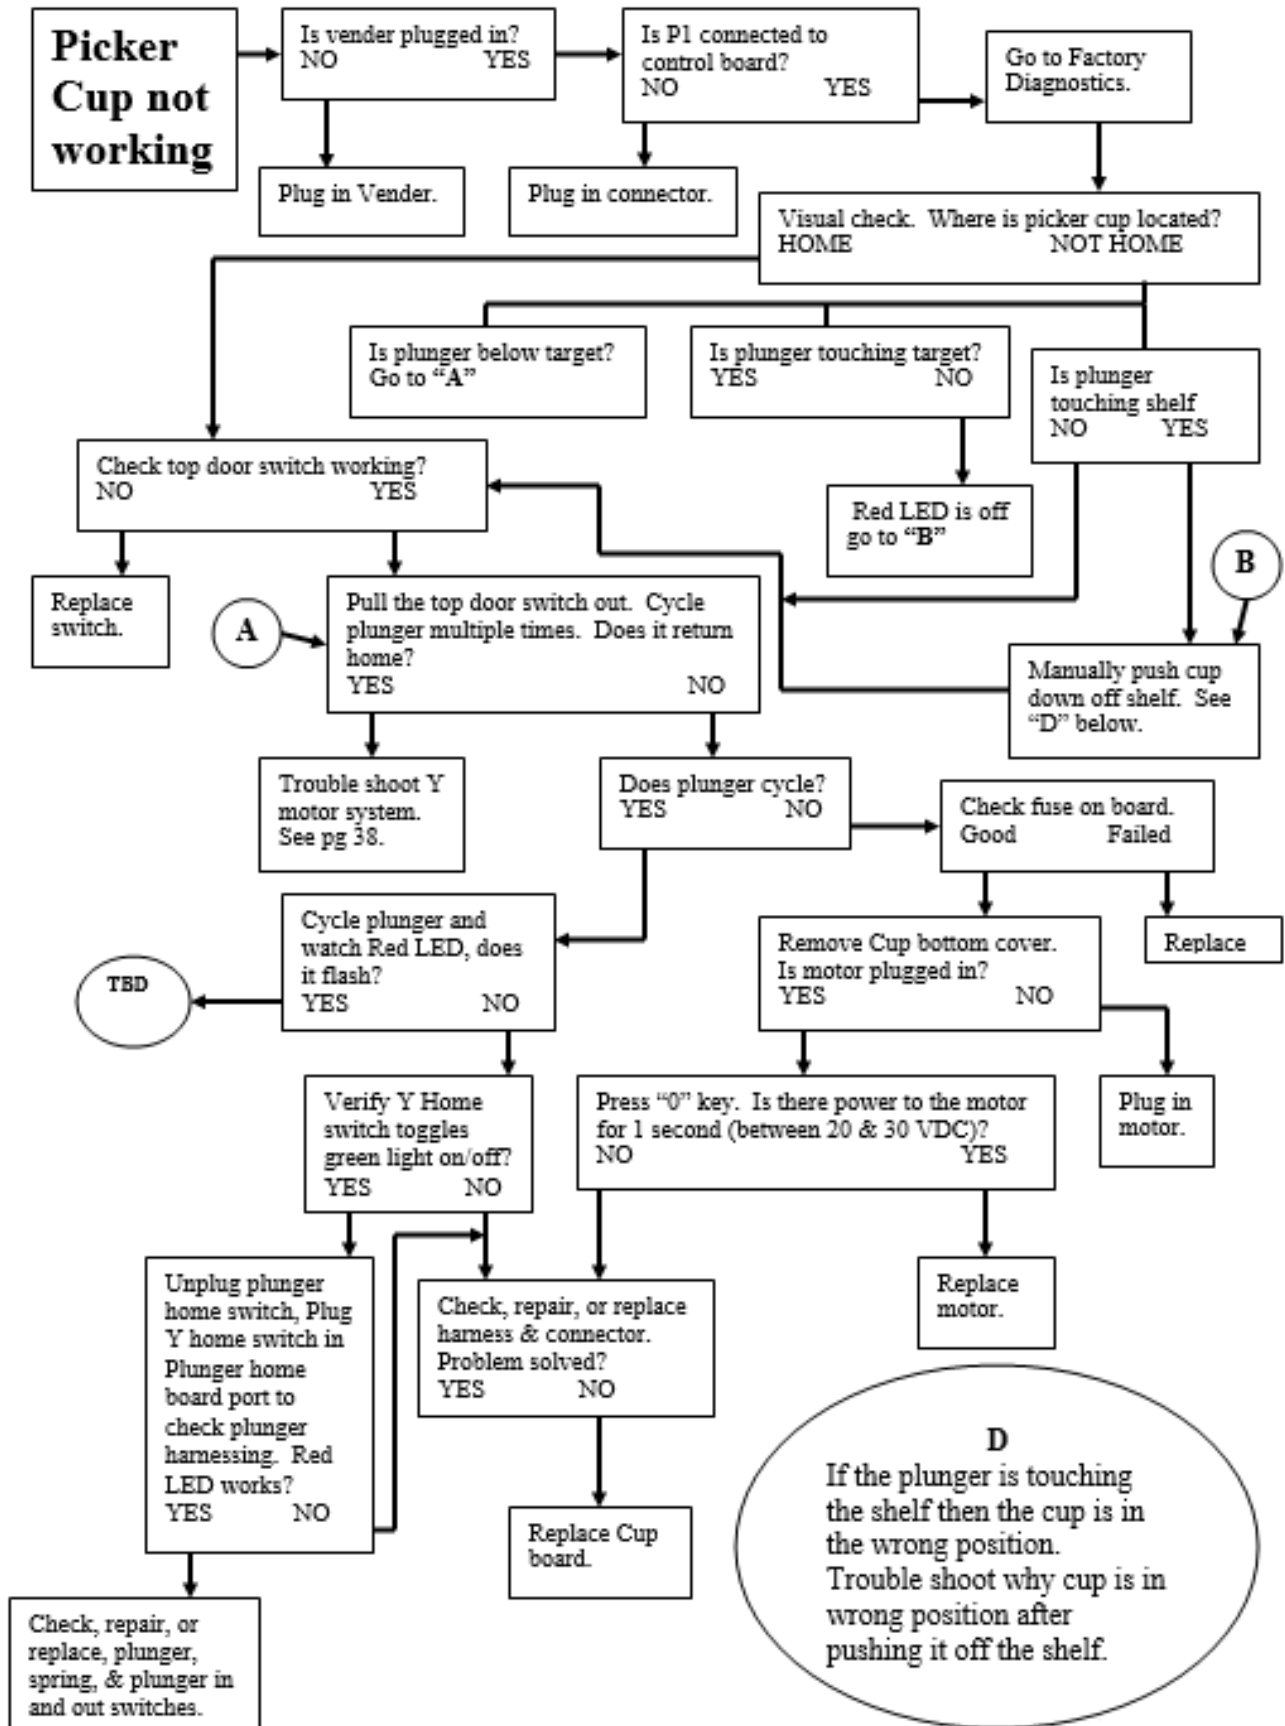 Picker
Cup not
working
Is vender plugged in?
NO YES
Is P1 connected to
control board?
NO YES
Go to Factory
Diagnostics.
Plug in Vender.
Plug in connector.
Visual check. Where is picker cup located?
HOME NOT HOME
Is plunger below target?
Go to “A”
Is plunger touching target?
YES NO
Is plunger
touching shelf
NO YES
Check top door switch working?
NO YES
Red LED is off
go to “B”
B
Replace
switch.
A
Pull the top door switch out. Cycle
plunger multiple times. Does it return
home?
YES NO
Manually push cup
down off shelf. See
“D” below.
Trouble shoot Y
motor system.
See pg 38.
Does plunger cycle?
YES NO
Check fuse on board.
Good Failed
Cycle plunger and
watch Red LED, does
it flash?
YES NO
TBD
Remove Cup bottom cover.
Is motor plugged in?
YES NO
Replace
Verify Y Home
switch toggles
green light on/off?
YES NO
Press “0” key. Is there power to the motor
for 1 second (between 20 & 30 VDC)?
NO YES
Plug in
motor.
Unplug plunger
home switch, Plug
Y home switch in
Plunger home
board port to
check plunger
harnessing. Red
LED works?
YES NO
Check, repair, or replace
harness & connector.
Problem solved?
YES NO
Replace
motor.
Replace Cup
board.
D
If the plunger is touching
the shelf then the cup is in
the wrong position.
Trouble shoot why cup is in
wrong position after
pushing it off the shelf.
Check, repair, or
replace, plunger,
spring, & plunger in
and out switches.